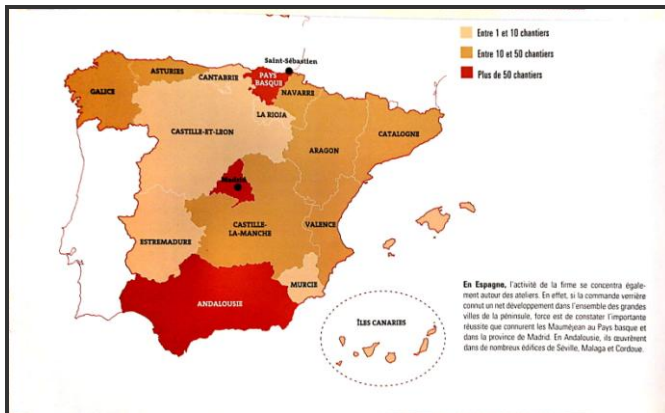 Entre 1 et 10 chantiers
Entre 10 et 50 chantiers
Plus de 50 chantiers
Saint-Sébastien
ASTURIES
CANTABRIE
PAYS
BASQUE
GALICE
NAVARRE
LA RIOJA
CASTILLE-ET-LEON
CATALOGNE
ARAGON
Madrid
CASTILLE-
LA-MANCHE
VALENCE
ESTREMADURE
MURCIE
ANDALOUSIE
ÎLES CANARIES
En Espagne, l'activité de la firme se concentra égale-
ment autour des ateliers. En effet, si la commande verrière
connut un net développement dans l'ensemble des grandes
villes de la péninsule, force est de constater l'importante
réussite que connurent les Mauméjean au Pays basque et
dans la province de Madrid. En Andalousie, ils œuvrèrent
dans de nombreux édifices de Séville, Malaga et Cordoue.